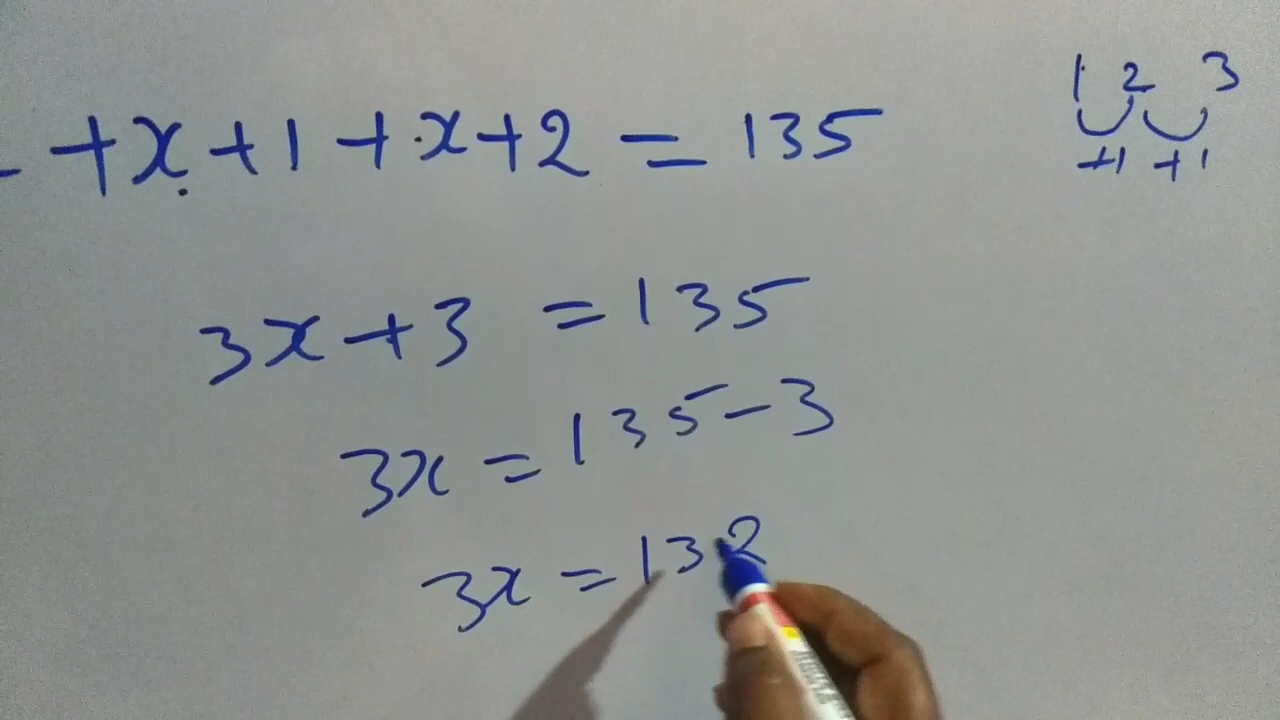 +x+1+x+2=135
1 2 3
+1 +1
3x+3 =135
3x=135-3
3x=132